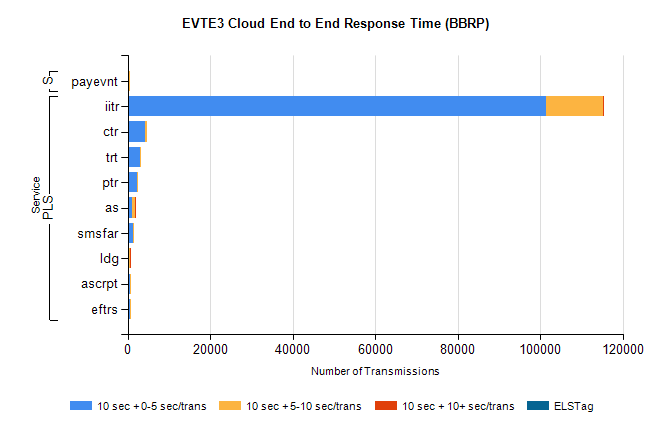 EVTE3 Cloud End to End Response Time (BBRP)
payevnt
iitr
ctr
trt
ptr
as
smsfar
ldg
ascrpt
eftrs
S
PLS
Service
0 20000 40000 60000 80000 100000 120000
Number of Transmissions
10 sec +0-5 sec/trans 10 sec +5-10 sec/trans 10 sec + 10+ sec/trans ELSTag